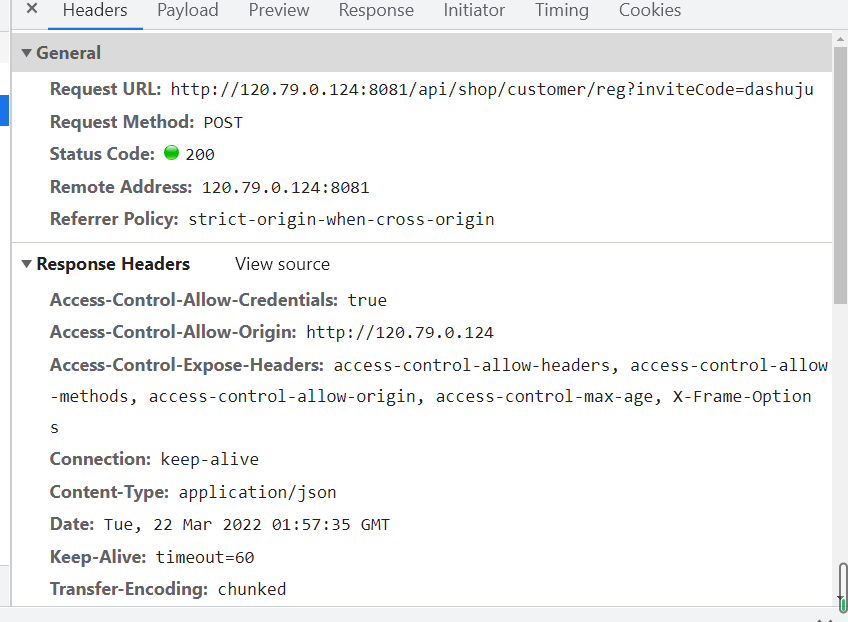 × Headers Payload Preview Response Initiator Timing Cookies
▼ General
Request URL: http://120.79.0.124:8081/api/shop/customer/reg?inviteCode=dashuju
Request Method: POST
Status Code: 200
Remote Address: 120.79.0.124:8081
Referrer Policy: strict-origin-when-cross-origin
▼ Response Headers View source
Access-Control-Allow-Credentials: true
Access-Control-Allow-Origin: http://120.79.0.124
Access-Control-Expose-Headers: access-control-allow-headers, access-control-allow
-methods, access-control-allow-origin, access-control-max-age, X-Frame-Option
s
Connection: keep-alive
Content-Type: application/json
Date: Tue, 22 Mar 2022 01:57:35 GMT
Keep-Alive: timeout=60
Transfer-Encoding: chunked